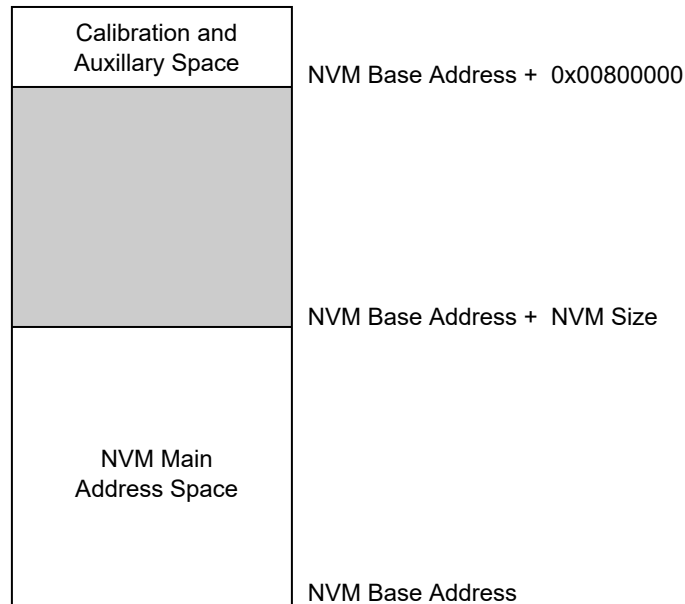 Calibration and
Auxillary Space
NVM Base Address + 0x00800000
NVM Base Address + NVM Size
NVM Main
Address Space
NVM Base Address